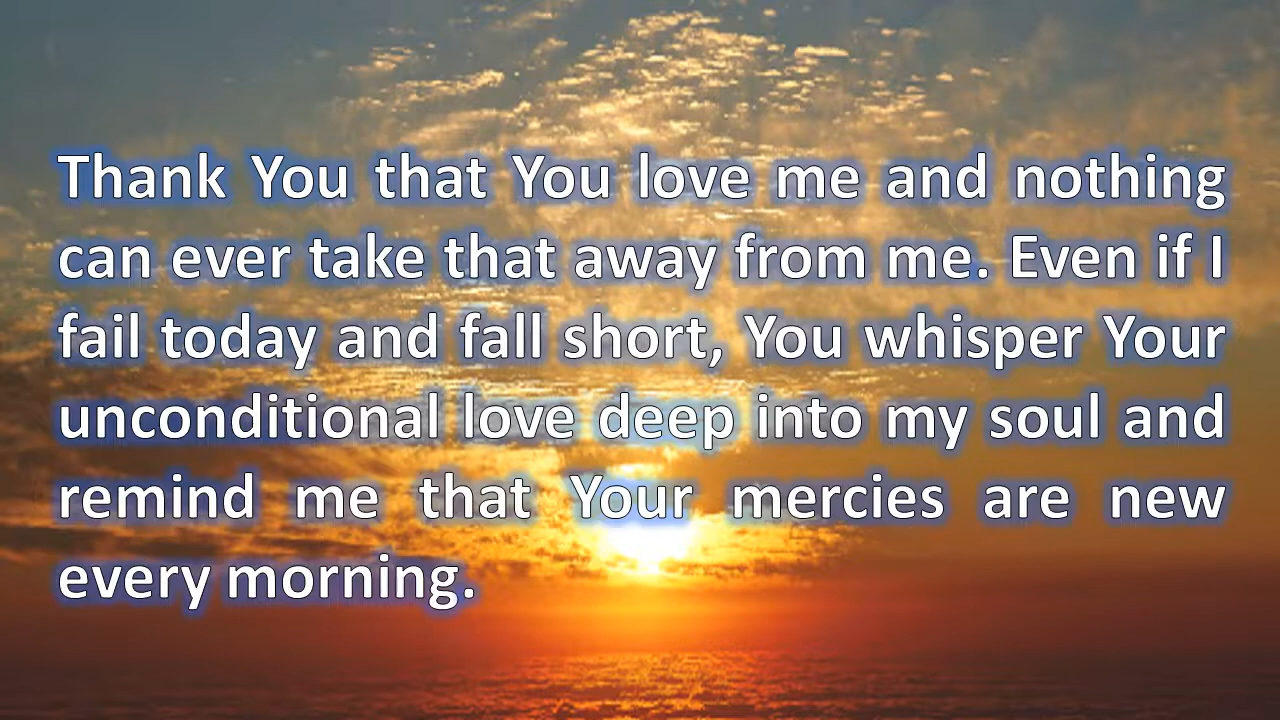 Thank You that You love me and nothing
can ever take that away from me. Even if I
fail today and fall short, You whisper Your
unconditional love deep into my soul and
remind me that Your mercies are new
every morning.